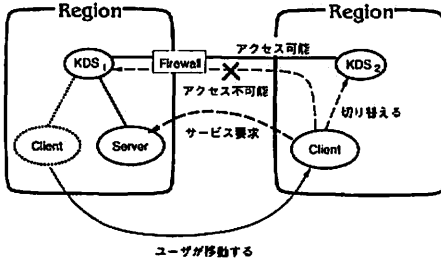 Region
Region
アクセス可能
KDS1
Firewall
KDS2
アクセス不可能
切り替える
サービス要求
Client
Server
Client
ユーザが移動する